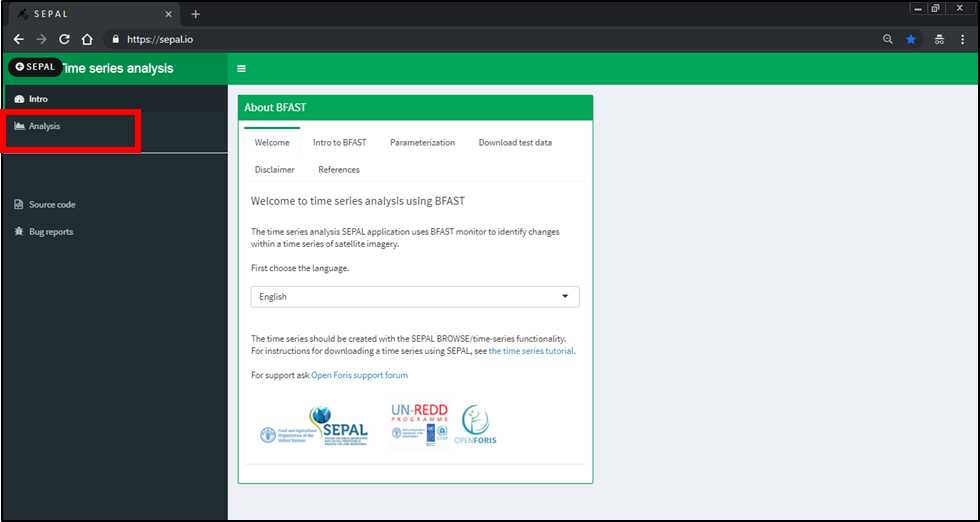 SEPAL
https://sepal.io
SEPAL Time series analysis
Intro
Analysis
Source code
Bug reports
About BFAST
Welcome Intro to BFAST Parameterization Download test data
Disclaimer References
Welcome to time series analysis using BFAST
The time series analysis SEPAL application uses BFAST monitor to identify changes
within a time series of satellite imagery.
First choose the language.
English
The time series should be created with the SEPAL BROWSE/time-series functionality.
For instructions for downloading a time series using SEPAL, see the time series tutorial.
For support ask Open Foris support forum
Food and Agriculture
Organization of the
United Nations
SEPAL
UN-REDD
PROGRAMME
OPENFORIS